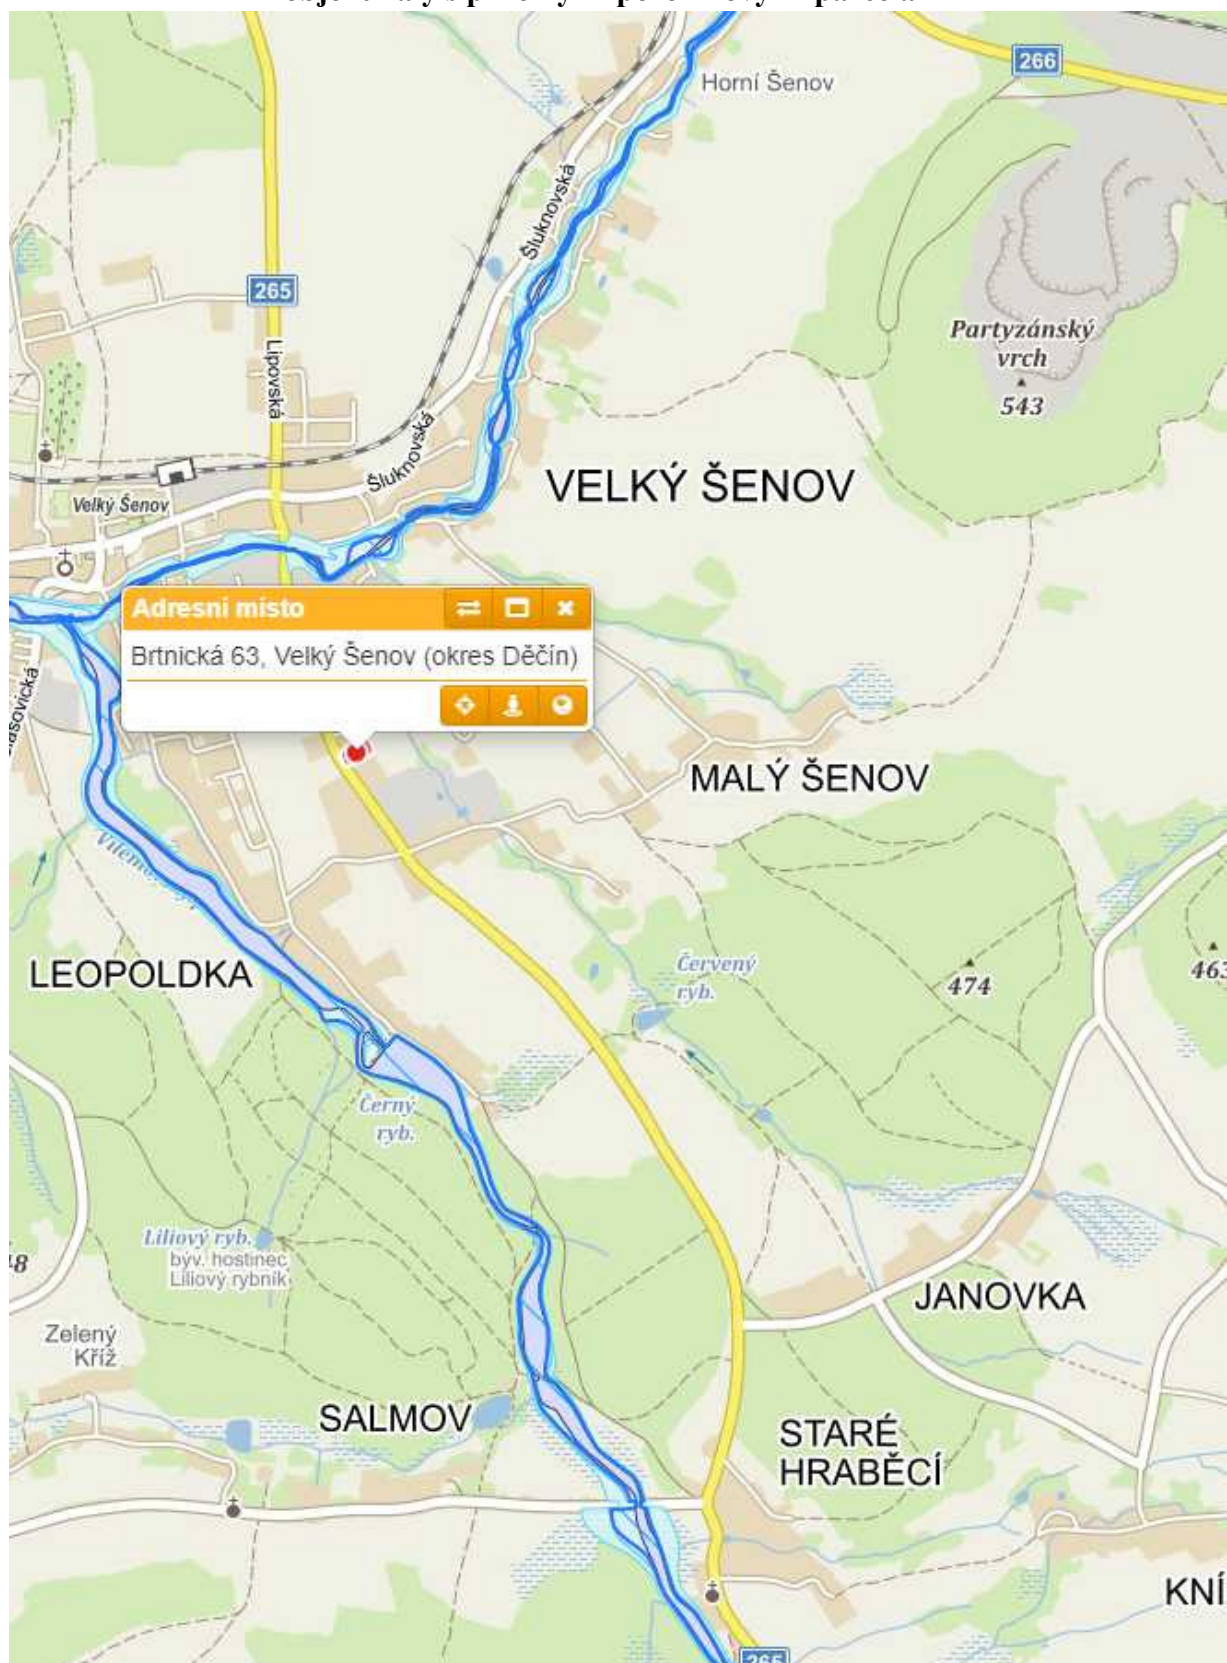 Horní Šenov
266
Šluknovská
265
Lipovská
Partyzánský
vrch
543
Šluknovská
VELKÝ ŠENOV
Velký Šenov
Adresní místo
Brtnická 63, Velký Šenov (okres Děčín)
MALÝ ŠENOV
LEOPOLDKA
Červený
ryb.
474
463
Černý
ryb.
Liliový ryb.
býv. hostinec
Liliový rybník
JANOVKA
Zelený
Kříž
SALMOV
STARÉ
HRABĚCÍ
KNÍ
265